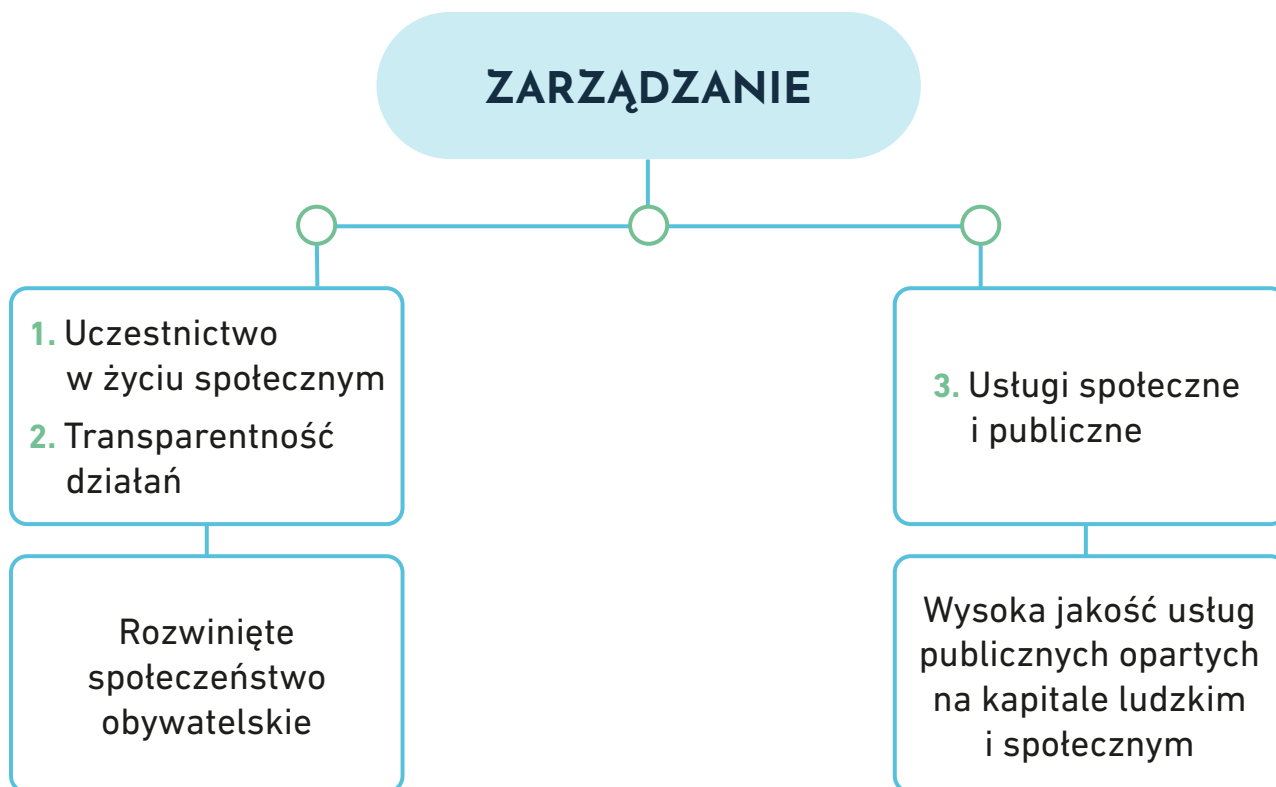 ZARZĄDZANIE
1. Uczestnictwo
w życiu społecznym
2. Transparentność
działań
Rozwinięte
społeczeństwo
obywatelskie
3. Usługi społeczne
i publiczne
Wysoka jakość usług
publicznych opartych
na kapitale ludzkim
i społecznym